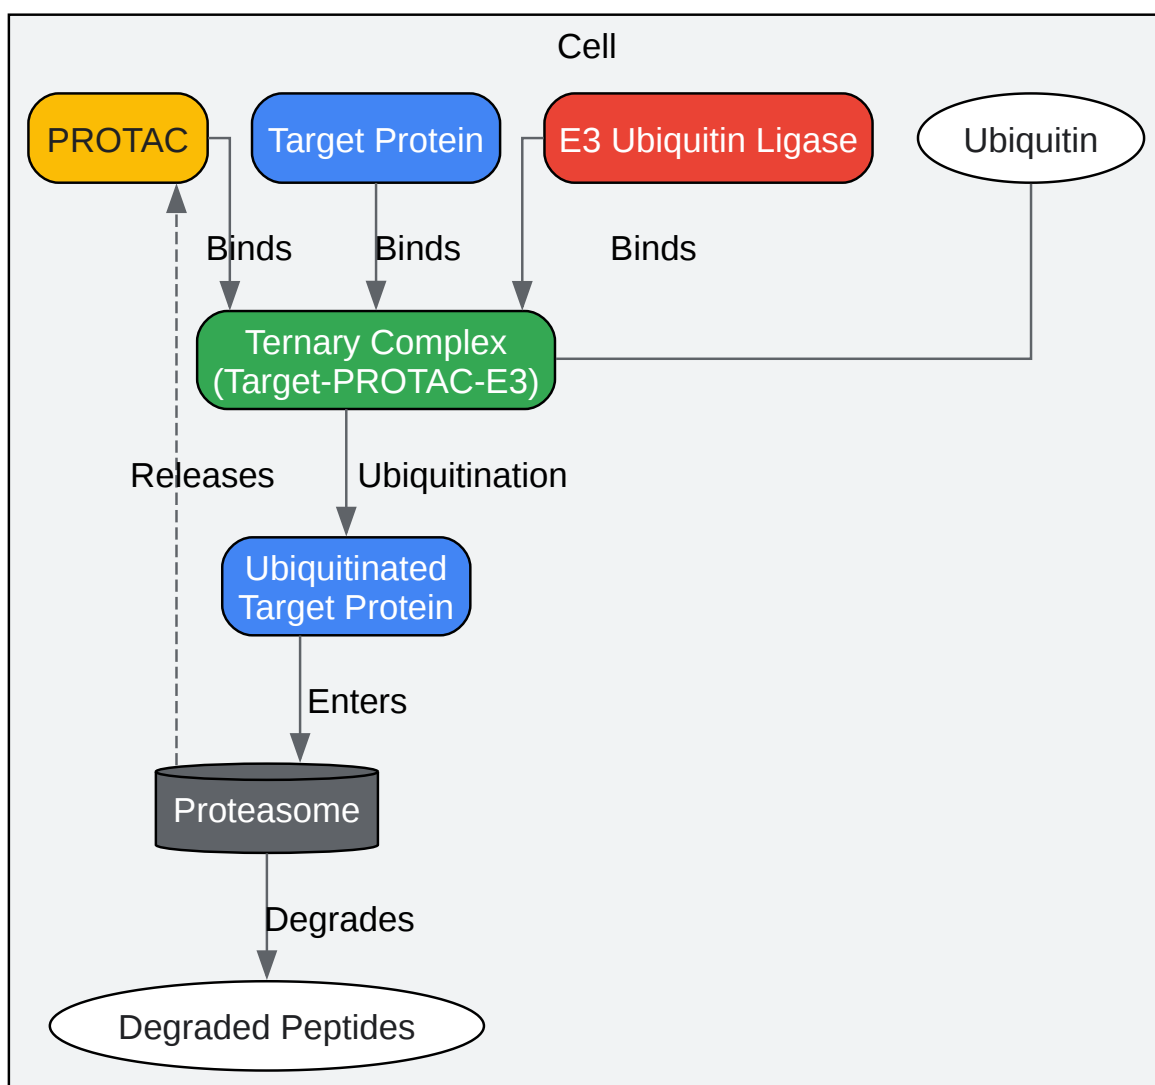 Cell
PROTAC
Target Protein
E3 Ubiquitin Ligase
Ubiquitin
Binds
Binds
Binds
Ternary Complex
(Target-PROTAC-E3)
Releases
Ubiquitination
Ubiquitinated
Target Protein
Enters
Proteasome
Degrades
Degraded Peptides